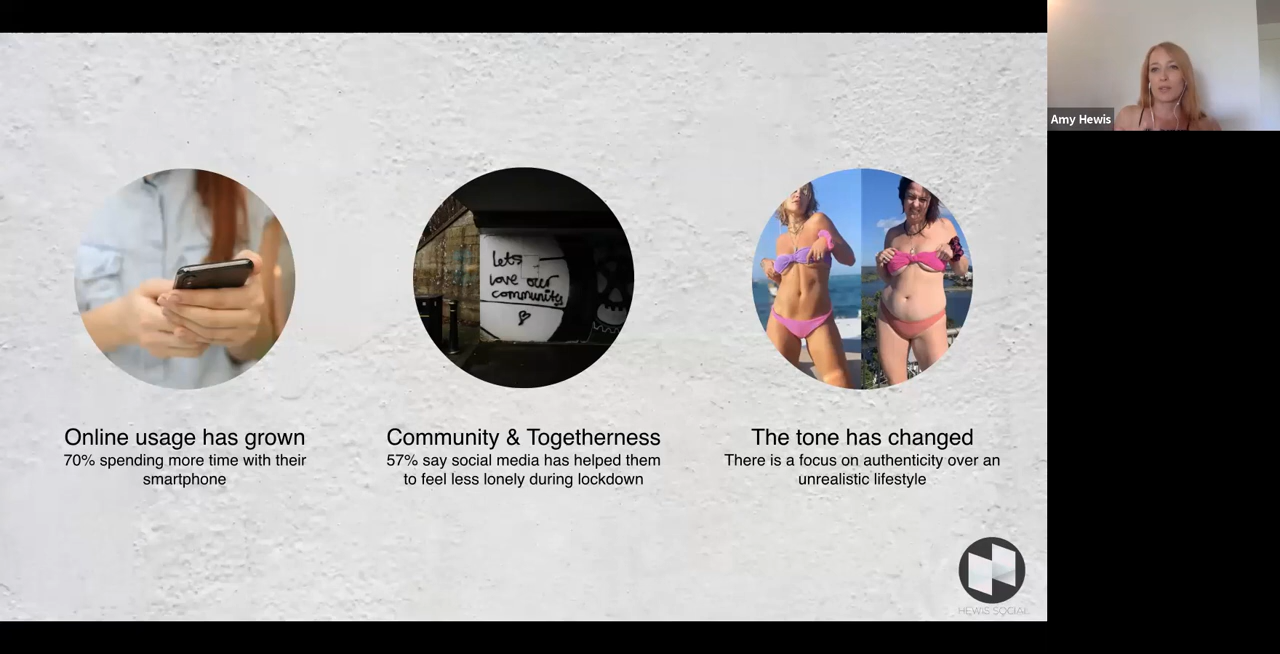 Amy Hewis
let's
love our
community
Online usage has grown
70% spending more time with their
smartphone
Community & Togetherness
57% say social media has helped them
to feel less lonely during lockdown
The tone has changed
There is a focus on authenticity over an
unrealistic lifestyle
HEWIS SOCIAL